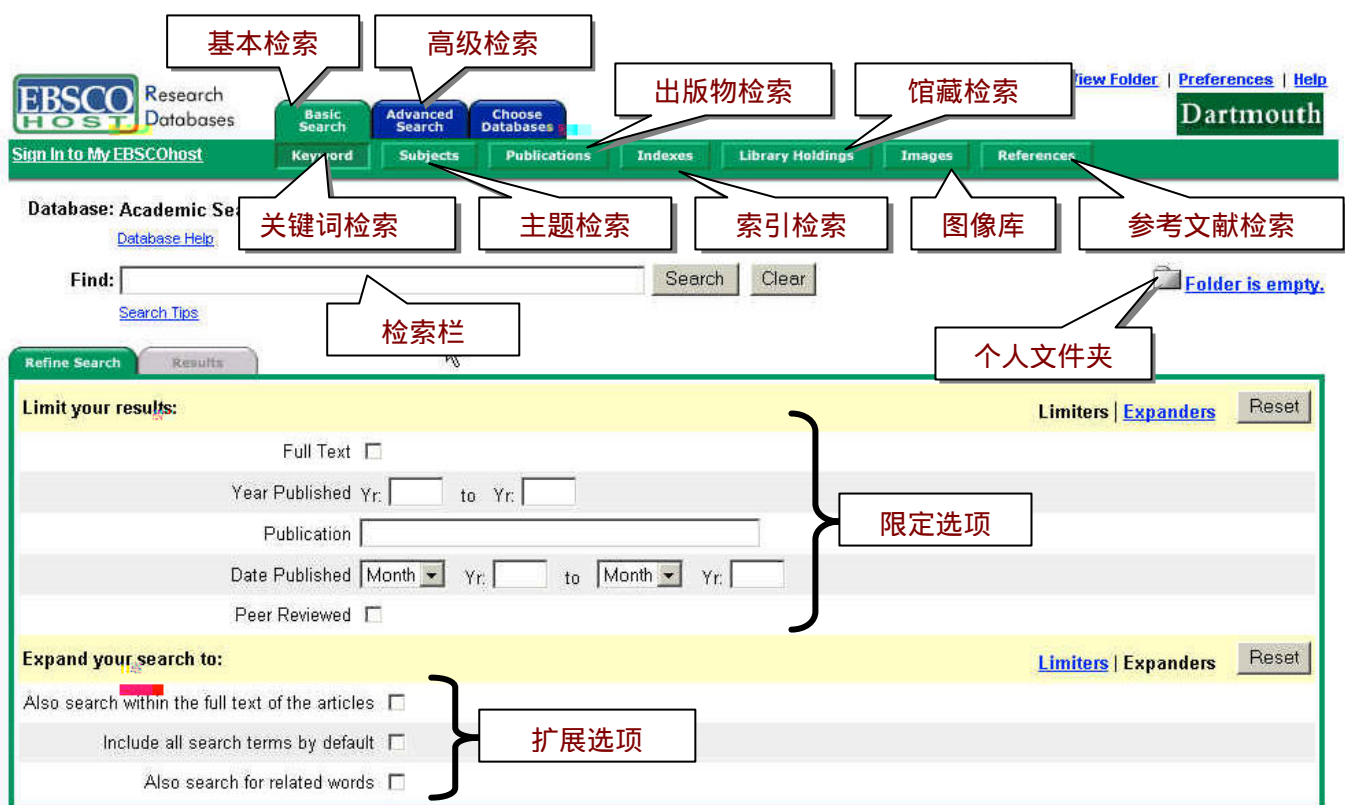 基本检索
高级检索
出版物检索
馆藏检索
View Folder | Preferences | Help
EBSCO HOST Research Databases
Basic Search
Advanced Search
Choose Databases
Dartmouth
Sign In to My EBSCOhost
Keyword Subjects Publications Indexes Library Holdings Images References
Database: Academic
关键词检索
主题检索
索引检索
图像库
参考文献检索
Database Help
Find: Search Clear
Folder is empty.
Search Tips
检索栏
个人文件夹
Refine Search Results
Limit your results: Limiters | Expanders Reset
Full Text
Year Published Yr: to Yr:
限定选项
Publication
Date Published Month Yr: to Month Yr:
Peer Reviewed
Expand your search to: Limiters | Expanders Reset
Also search within the full text of the articles
扩展选项
Include all search terms by default
Also search for related words